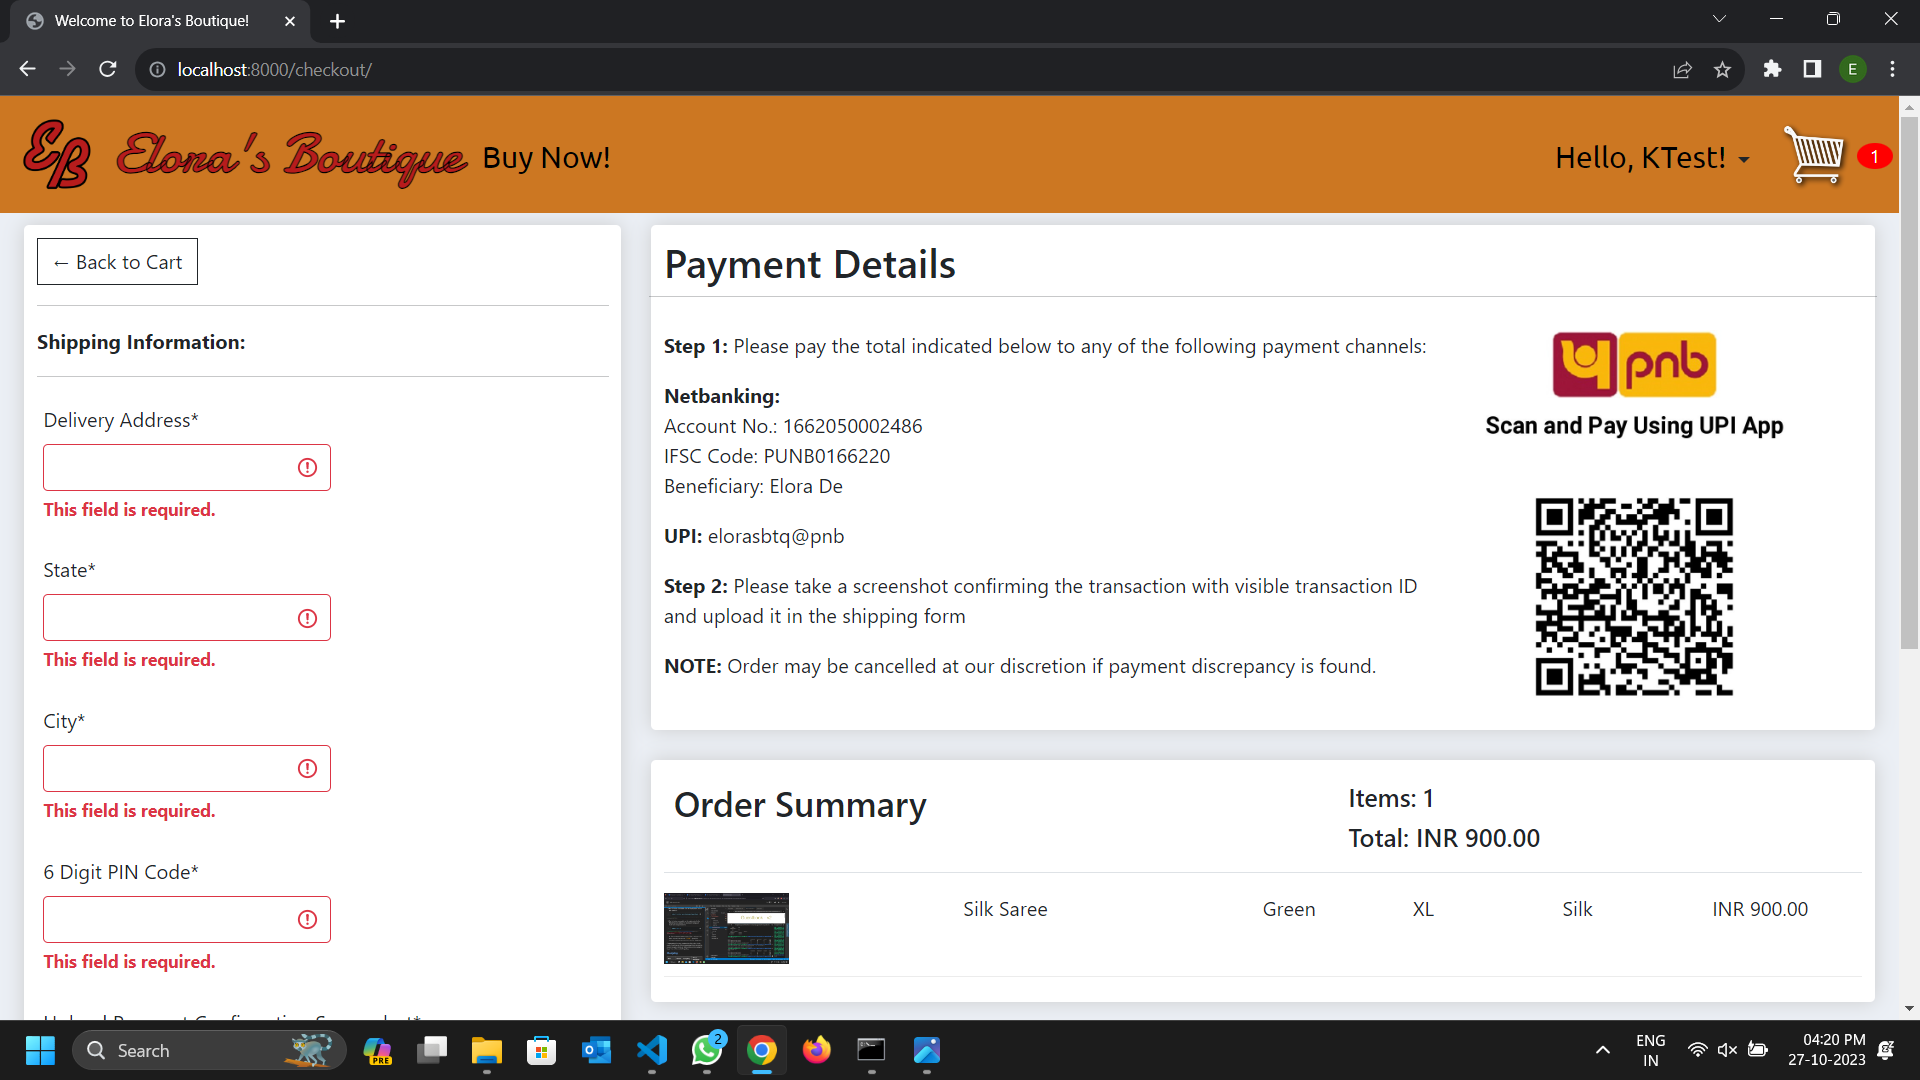 Welcome to Elora's Boutique!
localhost:8000/checkout/
E
EB Elora's Boutique Buy Now!
Hello, KTest!
1
← Back to Cart
Shipping Information:
Delivery Address*
This field is required.
State*
This field is required.
City*
This field is required.
6 Digit PIN Code*
This field is required.
Payment Details
Step 1: Please pay the total indicated below to any of the following payment channels:
Netbanking:
Account No.: 1662050002486
IFSC Code: PUNB0166220
Beneficiary: Elora De
UPI: elorasbtq@pnb
Step 2: Please take a screenshot confirming the transaction with visible transaction ID
and upload it in the shipping form
NOTE: Order may be cancelled at our discretion if payment discrepancy is found.
pnb
Scan and Pay Using UPI App
Order Summary
Items: 1
Total: INR 900.00
Silk Saree Green XL Silk INR 900.00
Search
PRE
2
ENG
IN
04:20 PM
27-10-2023